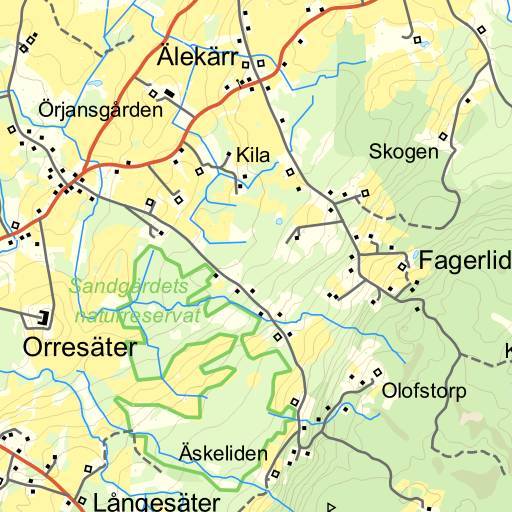 Älekärr
Örjansgården
Kila
Skogen
Fagerlid
Sandgärdets
naturreservat
Orresäter
K
Olofstorp
Äskeliden
Långesäter